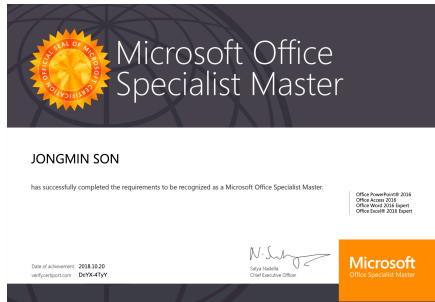 OFFICIAL SEAL OF MICROSOFT CERTIFICATION
Microsoft Office
Specialist Master
JONGMIN SON
has successfully completed the requirements to be recognized as a Microsoft Office Specialist Master.
Office PowerPoint® 2016
Office Access 2016
Office Word 2016 Expert
Office Excel® 2016 Expert
Date of achievement: 2018.10.20
verify.certiport.com DcYX-4TyY
Satya Nadella
Chief Executive Officer
Microsoft
Office Specialist Master